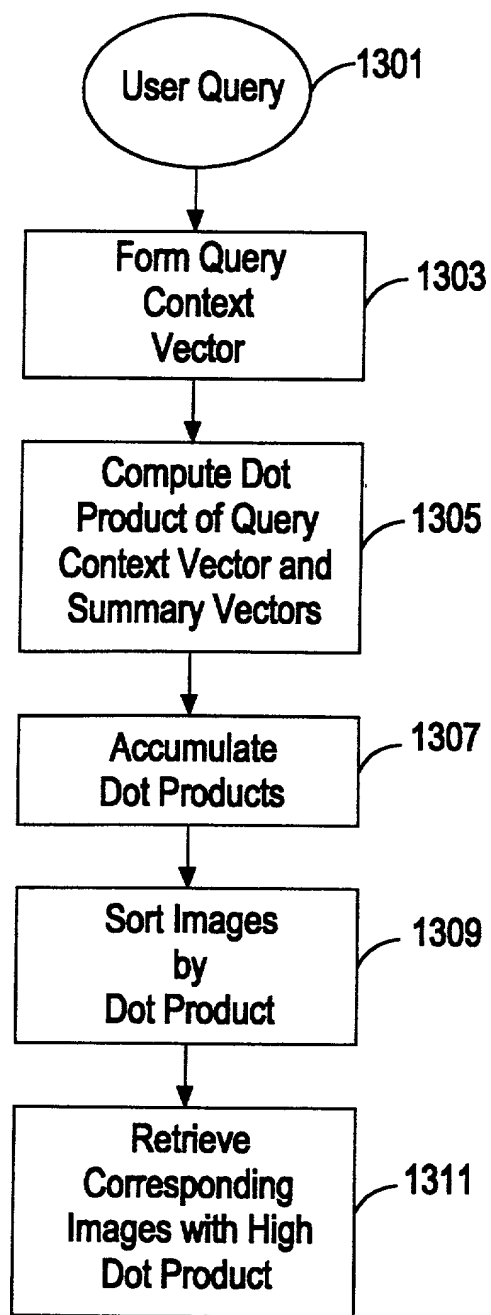 User Query
1301
Form Query
Context
Vector
1303
Compute Dot
Product of Query
Context Vector and
Summary Vectors
1305
Accumulate
Dot Products
1307
Sort Images
by
Dot Product
1309
Retrieve
Corresponding
Images with High
Dot Product
1311